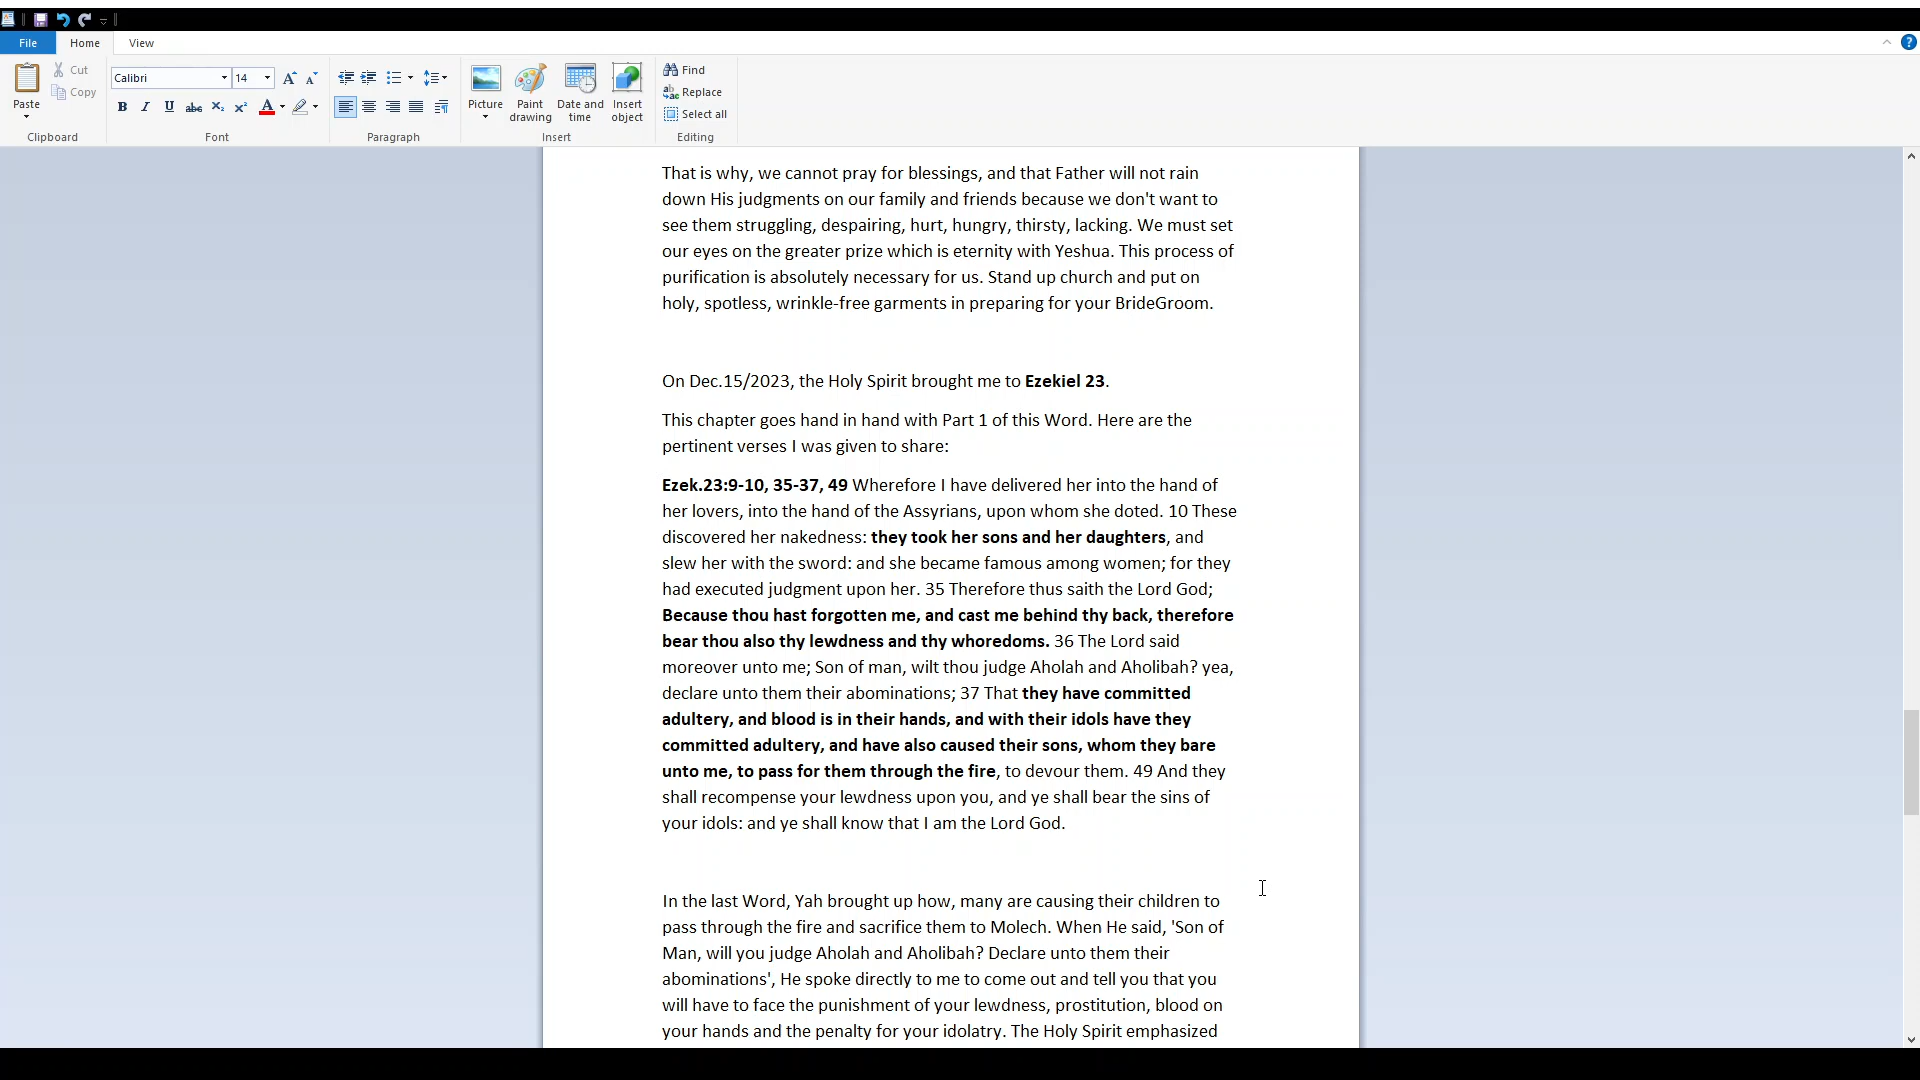 File
Home
View
Paste
Cut
Copy
Clipboard
Calibri
14
B I U abc X₂ X²
A
Font
Paragraph
Picture
Paint drawing
Date and time
Insert object
Insert
Find
Replace
Select all
Editing
That is why, we cannot pray for blessings, and that Father will not rain
down His judgments on our family and friends because we don't want to
see them struggling, despairing, hurt, hungry, thirsty, lacking. We must set
our eyes on the greater prize which is eternity with Yeshua. This process of
purification is absolutely necessary for us. Stand up church and put on
holy, spotless, wrinkle-free garments in preparing for your BrideGroom.
On Dec.15/2023, the Holy Spirit brought me to Ezekiel 23.
This chapter goes hand in hand with Part 1 of this Word. Here are the
pertinent verses I was given to share:
Ezek.23:9-10, 35-37, 49 Wherefore I have delivered her into the hand of
her lovers, into the hand of the Assyrians, upon whom she doted. 10 These
discovered her nakedness: they took her sons and her daughters, and
slew her with the sword: and she became famous among women; for they
had executed judgment upon her. 35 Therefore thus saith the Lord God;
Because thou hast forgotten me, and cast me behind thy back, therefore
bear thou also thy lewdness and thy whoredoms. 36 The Lord said
moreover unto me; Son of man, wilt thou judge Aholah and Aholibah? yea,
declare unto them their abominations; 37 That they have committed
adultery, and blood is in their hands, and with their idols have they
committed adultery, and have also caused their sons, whom they bare
unto me, to pass for them through the fire, to devour them. 49 And they
shall recompense your lewdness upon you, and ye shall bear the sins of
your idols: and ye shall know that I am the Lord God.
In the last Word, Yah brought up how, many are causing their children to
pass through the fire and sacrifice them to Molech. When He said, 'Son of
Man, will you judge Aholah and Aholibah? Declare unto them their
abominations', He spoke directly to me to come out and tell you that you
will have to face the punishment of your lewdness, prostitution, blood on
your hands and the penalty for your idolatry. The Holy Spirit emphasized